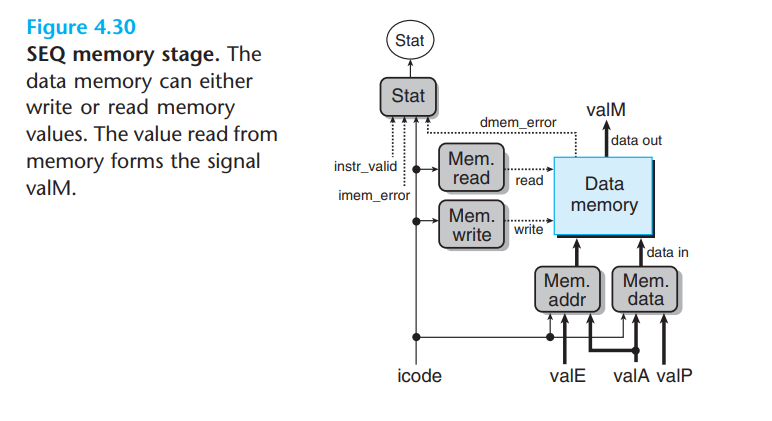 Figure 4.30
SEQ memory stage. The
data memory can either
write or read memory
values. The value read from
memory forms the signal
valM.
Stat
Stat
dmem_error
valM
data out
instr_valid
imem_error
Mem.
read
read
Data
memory
Mem.
write
write
data in
Mem.
addr
Mem.
data
icode
valE
valA
valP